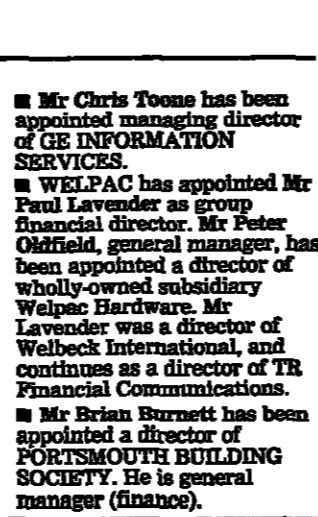 ■ Mr Chris Toone has been
appointed managing director
of GE INFORMATION
SERVICES.
■ WELPAC has appointed Mr
Paul Lavender as group
financial director. Mr Peter
Oldfield, general manager, has
been appointed a director of
wholly-owned subsidiary
Welpac Hardware. Mr
Lavender was a director of
Welbeck International, and
continues as a director of TR
Financial Communications.
■ Mr Brian Burnett has been
appointed a director of
PORTSMOUTH BUILDING
SOCIETY. He is general
manager (finance).